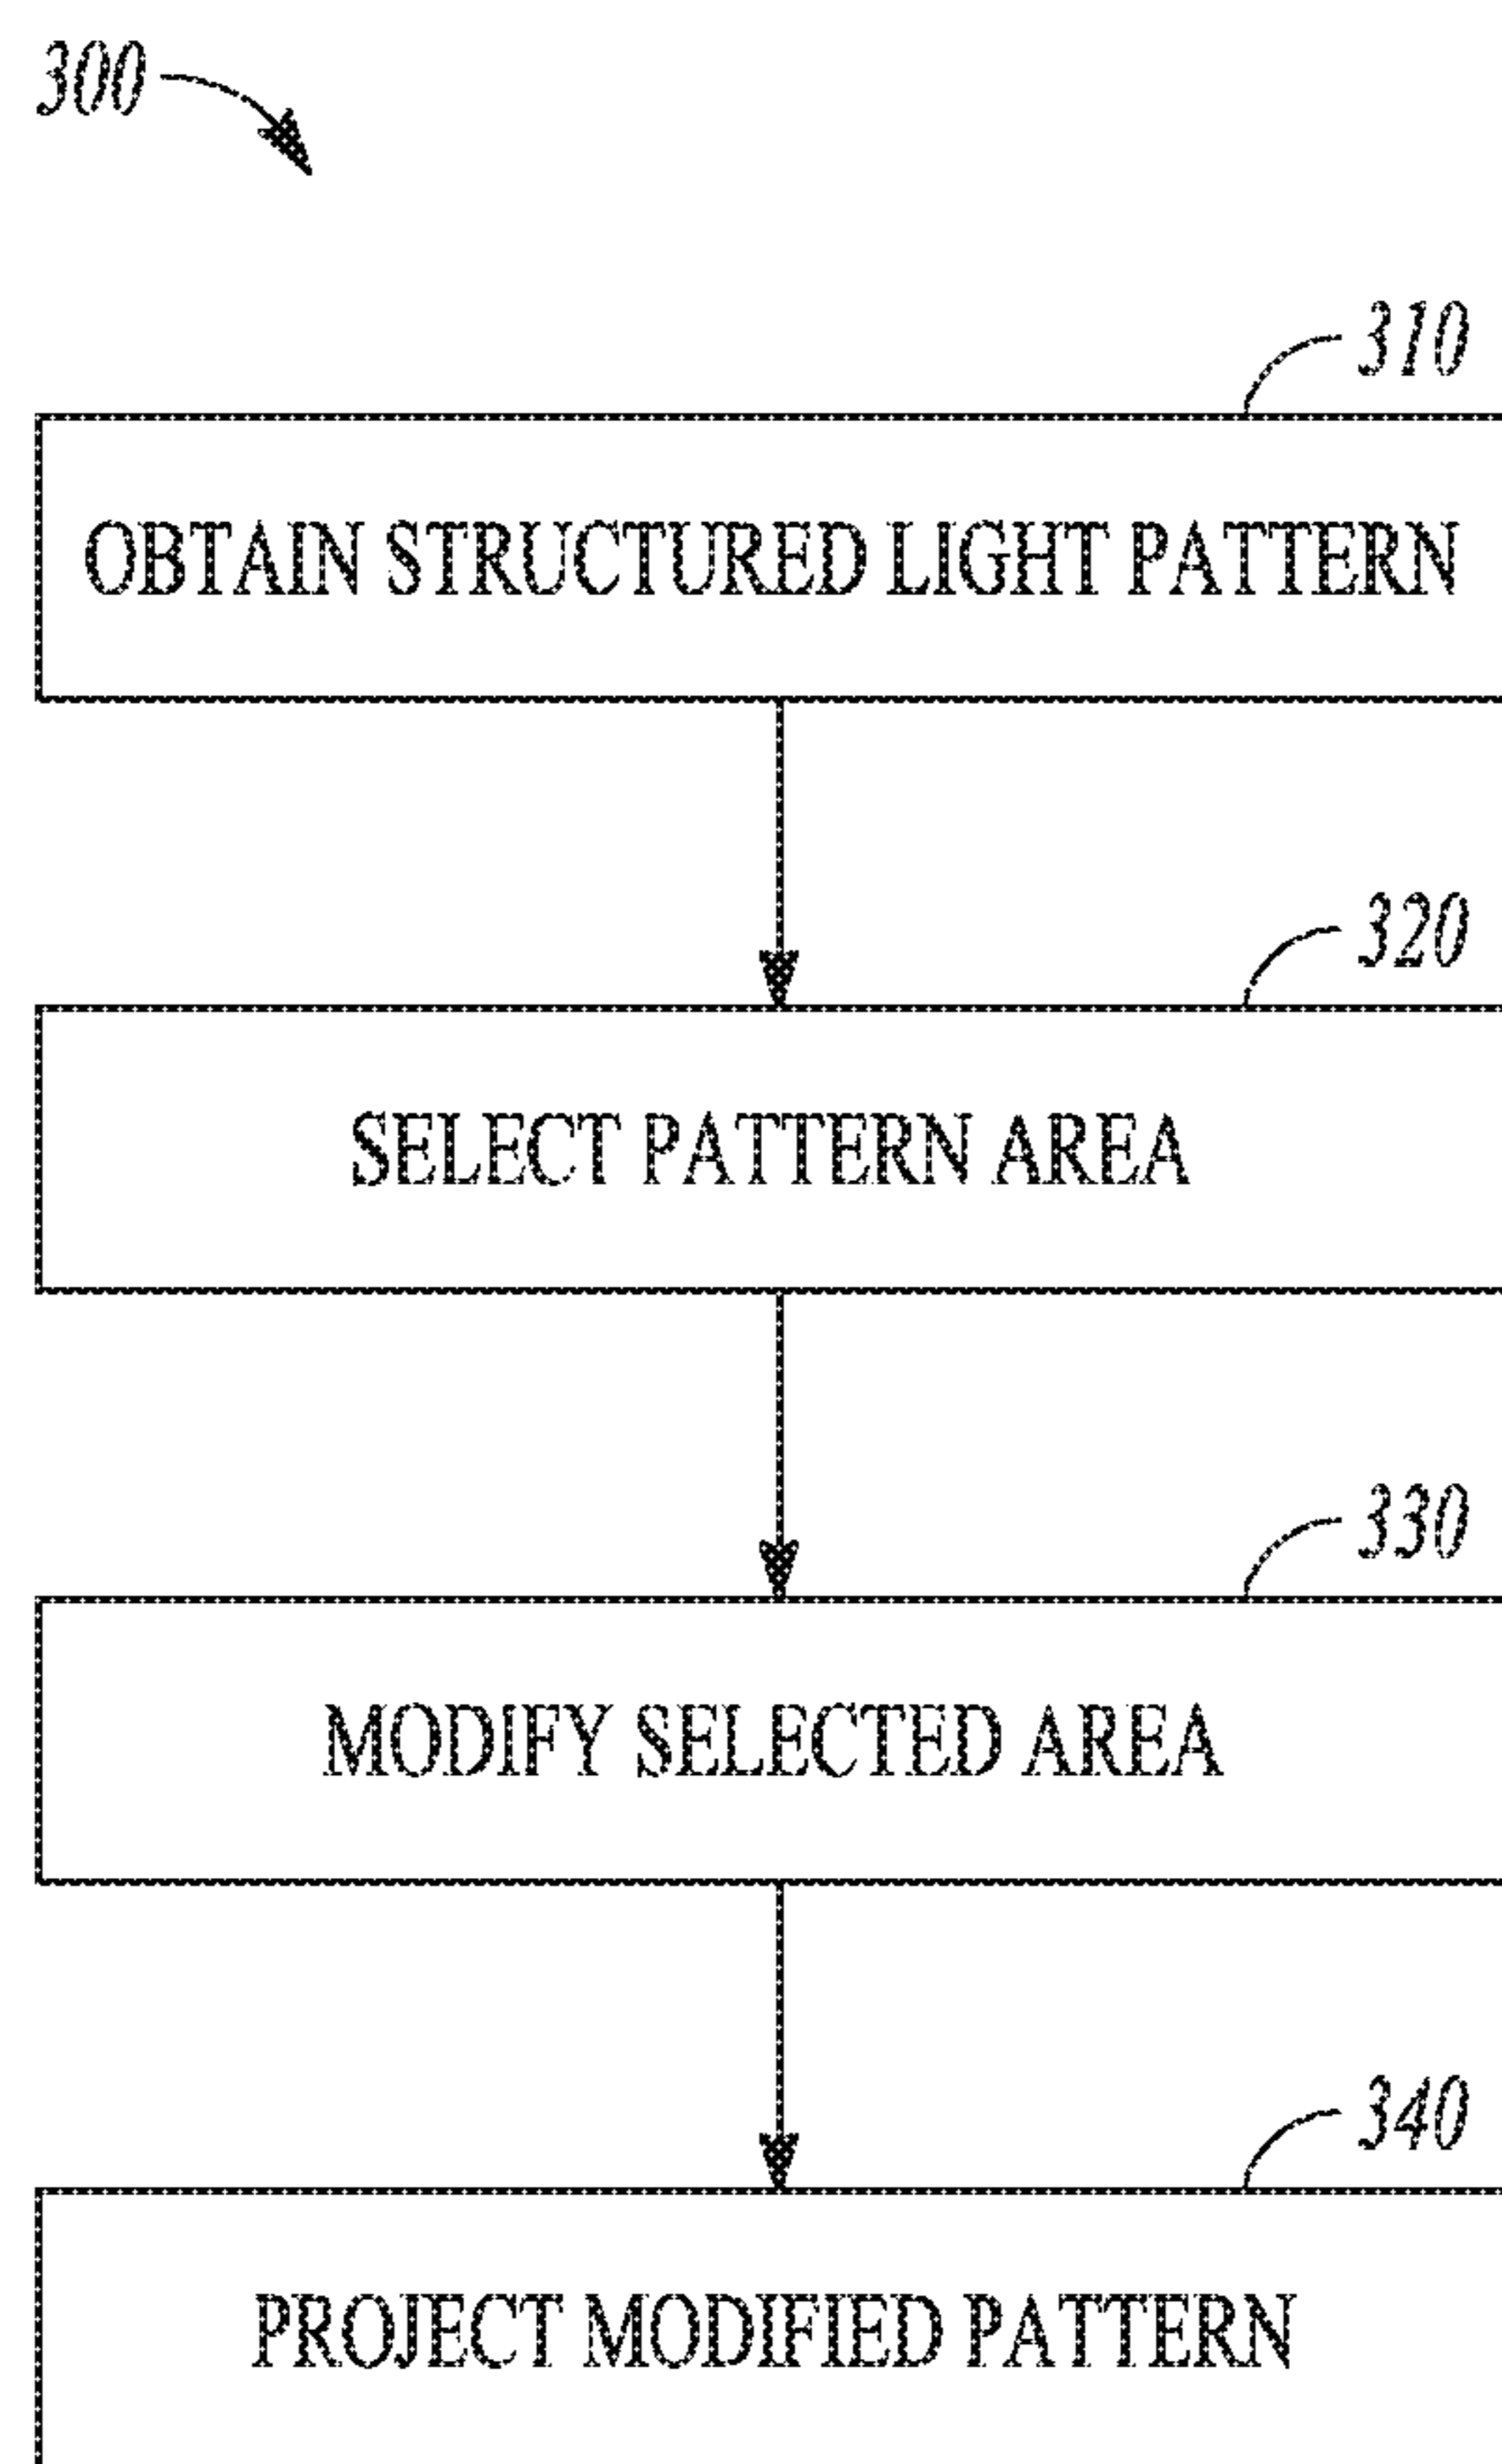 300
310
OBTAIN STRUCTURED LIGHT PATTERN
320
SELECT PATTERN AREA
330
MODIFY SELECTED AREA
340
PROJECT MODIFIED PATTERN